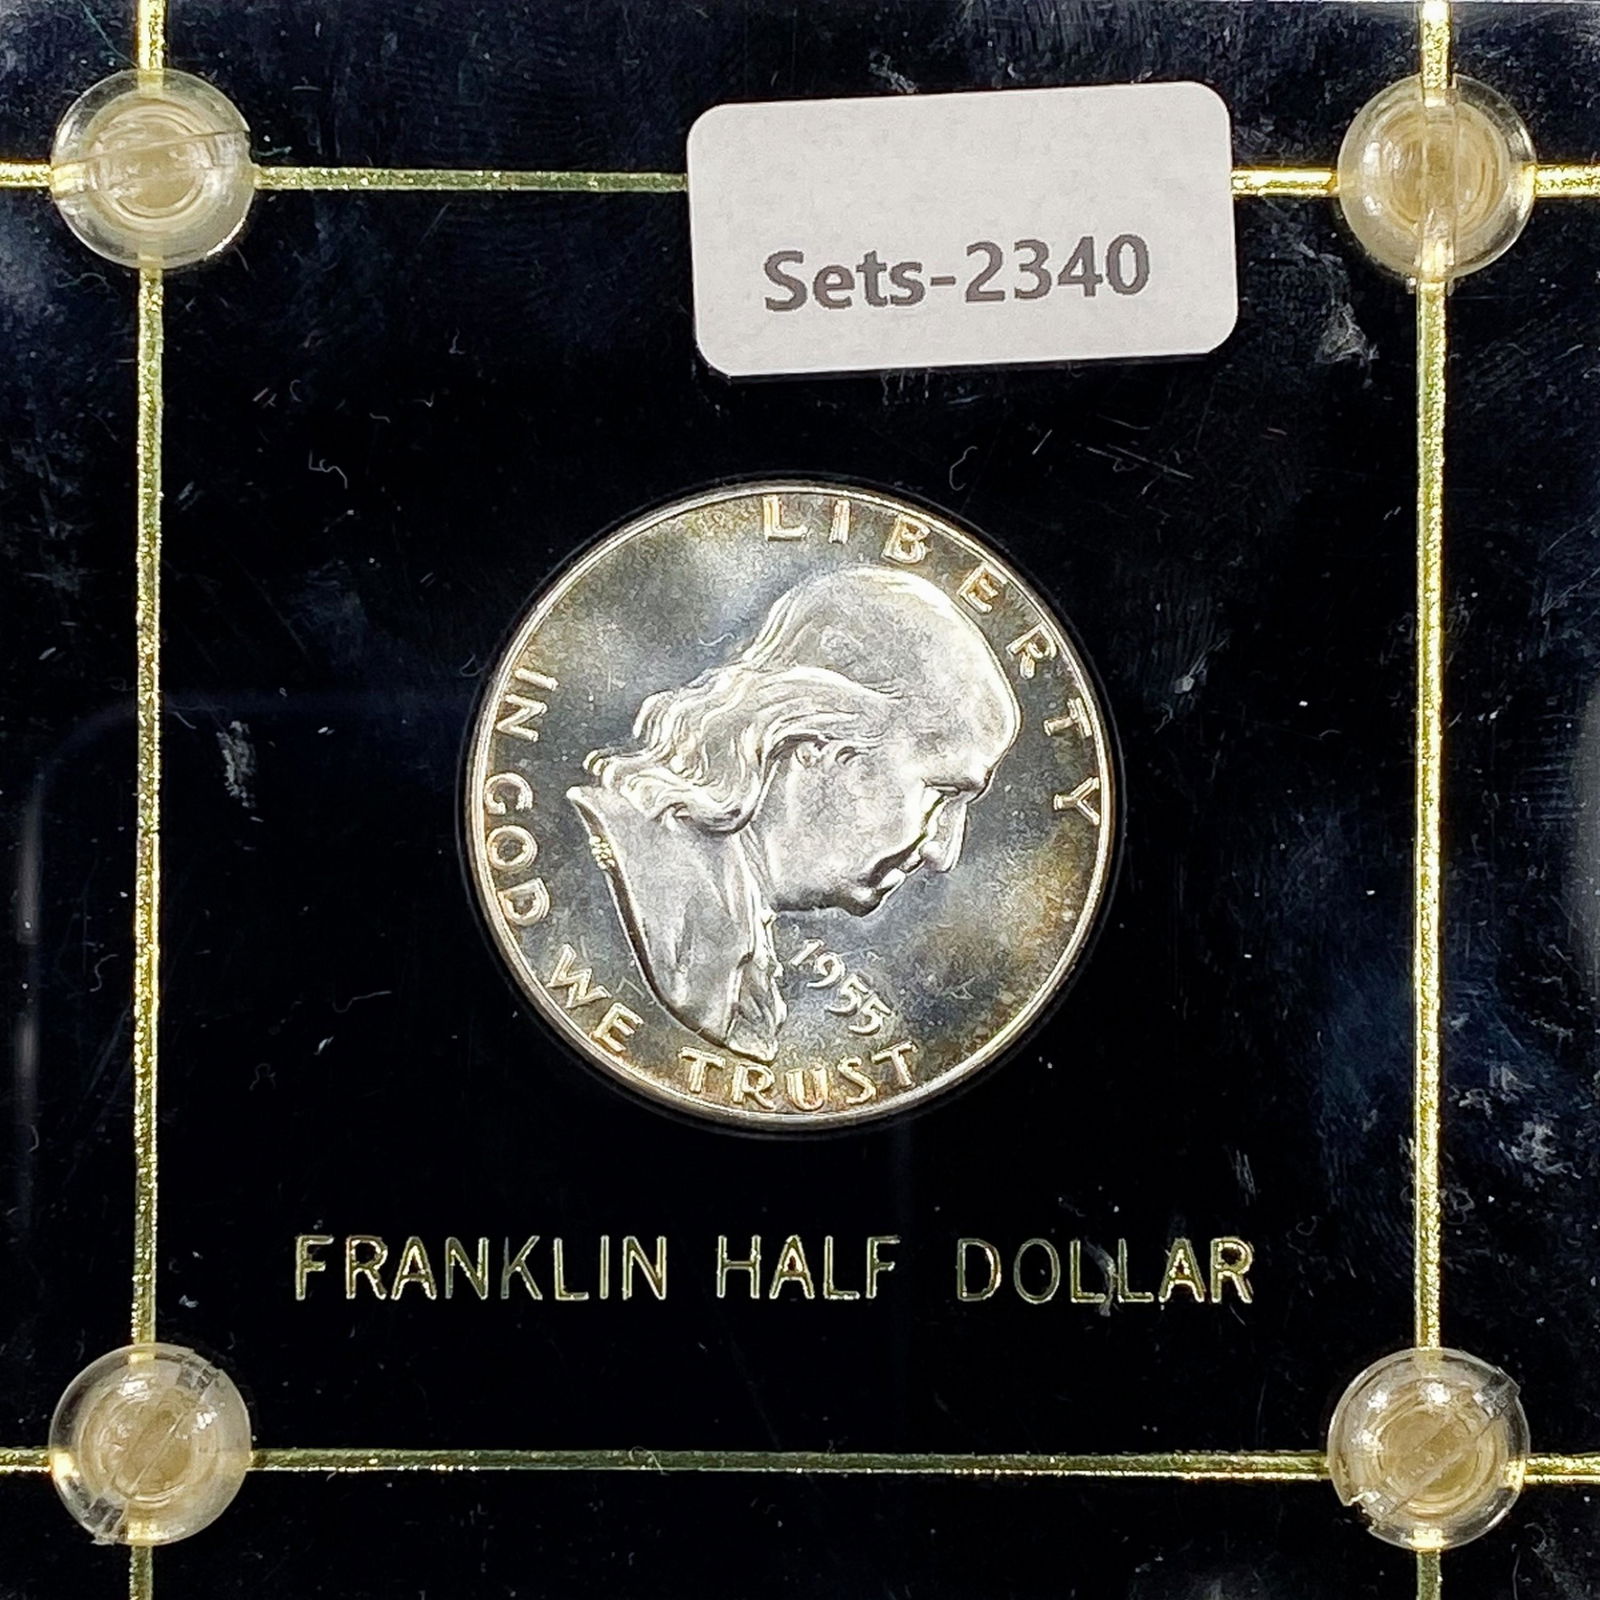 Sets-2340
LIBERTY
IN GOD WE TRUST
1955
FRANKLIN HALF DOLLAR